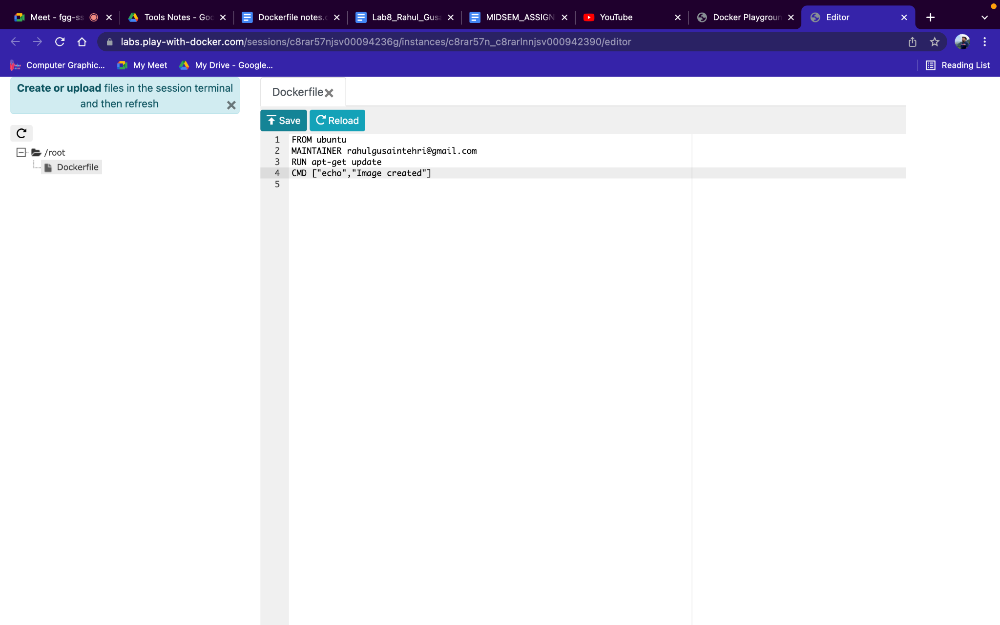 Meet - fgg-ss
Tools Notes - Goo
Dockerfile notes.
Lab8_Rahul_Gusa
MIDSEM_ASSIGN
YouTube
Docker Playgroun
Editor
labs.play-with-docker.com/sessions/c8rar57njsv00094236g/instances/c8rar57n_c8rarlnnjsv000942390/editor
Computer Graphic...
My Meet
My Drive - Google...
Reading List
Create or upload files in the session terminal
and then refresh
/root
Dockerfile
Dockerfile
Save
Reload
1 FROM ubuntu
2 MAINTAINER rahulgusaintehri@gmail.com
3 RUN apt-get update
4 CMD ["echo","Image created"]
5